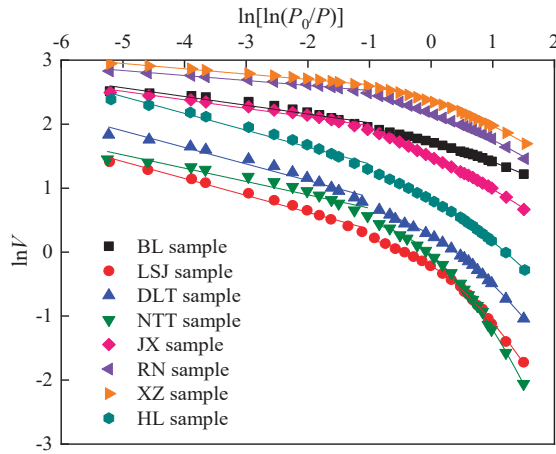 ln[ln(P₀/P)]
-6 -5 -4 -3 -2 -1 0 1 2
3
2
1
0
-1
-2
-3
lnV
BL sample
LSJ sample
DLT sample
NTT sample
JX sample
RN sample
XZ sample
HL sample